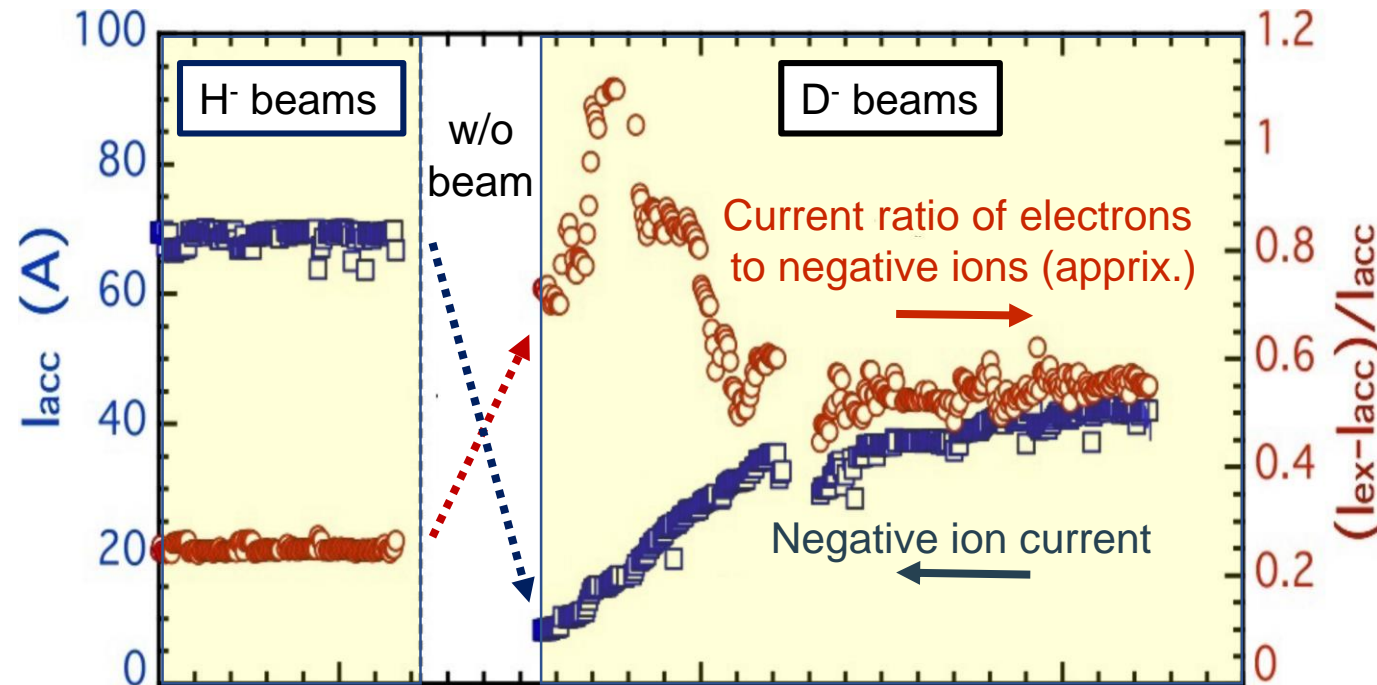 100
80
60
40
20
0
Iacc (A)
H- beams
w/o
beam
D- beams
Current ratio of electrons
to negative ions (apprix.)
Negative ion current
1.2
1
0.8
0.6
0.4
0.2
0
(Iex-Iacc)/Iacc